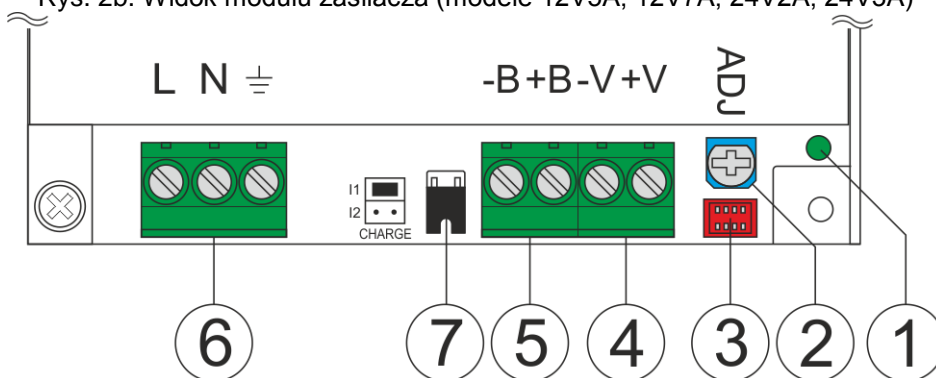 Rys. 2b. Widok modułu zasilacza (modele 12V5A, 12V7A, 24V2A, 24V3A)
L N -B+B-V+V ADJ
I1
I2
CHARGE
6 7 5 4 3 2 1